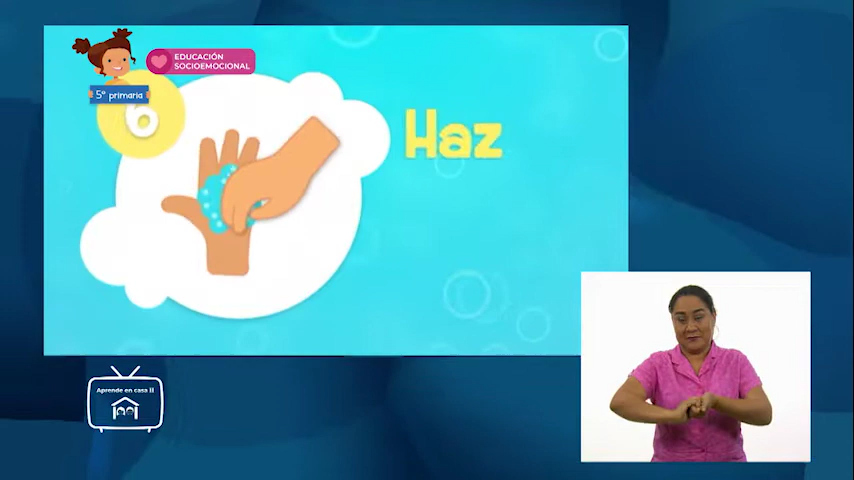 EDUCACIÓN
SOCIOEMOCIONAL
5° primaria
6
Haz
Aprende en casa II